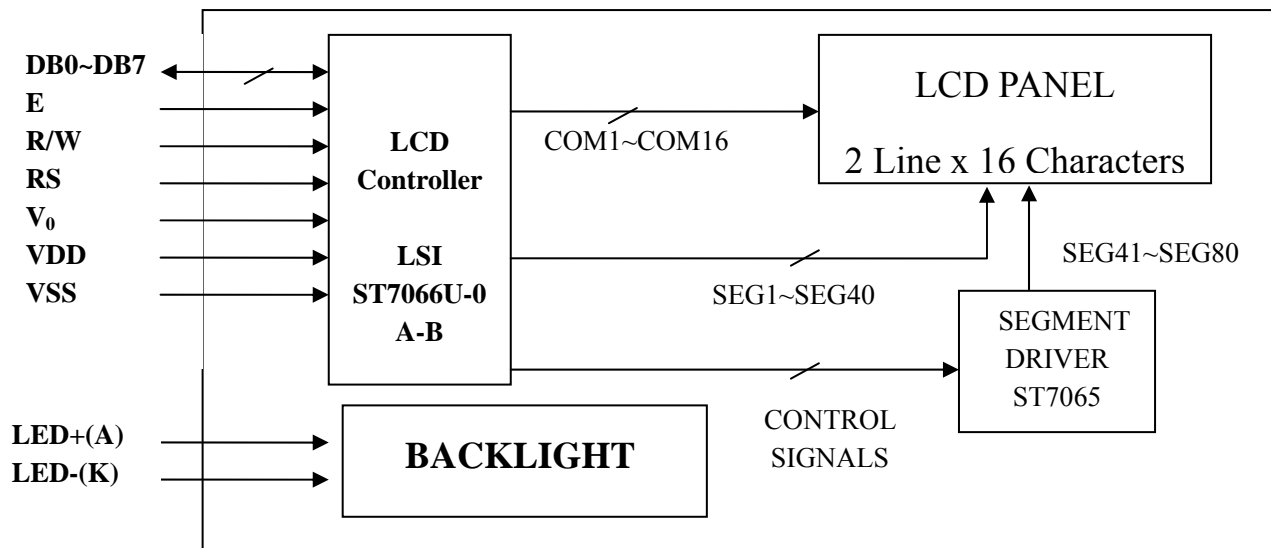 DB0~DB7
E
R/W
RS
V₀
VDD
VSS
LED+(A)
LED-(K)
LCD
Controller
LSI
ST7066U-0
A-B
BACKLIGHT
COM1~COM16
SEG1~SEG40
CONTROL
SIGNALS
LCD PANEL
2 Line x 16 Characters
SEG41~SEG80
SEGMENT
DRIVER
ST7065